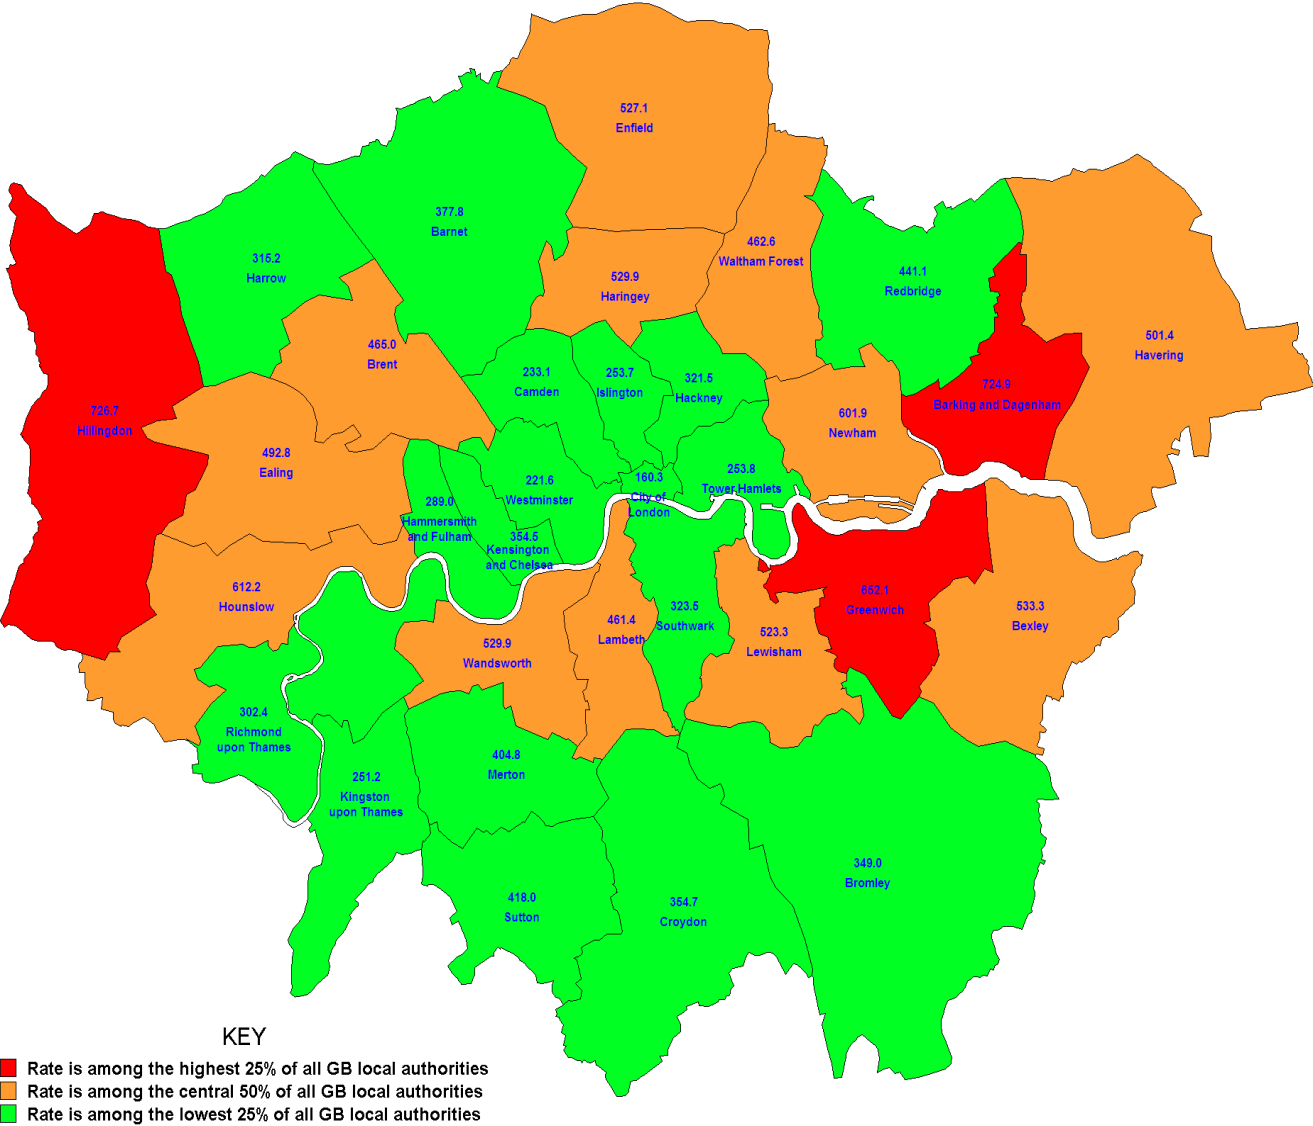 527.1
Enfield
377.8
Barnet
462.6
Waltham Forest
315.2
Harrow
529.9
Haringey
441.1
Redbridge
501.4
Havering
465.0
Brent
233.1
Camden
253.7
Islington
321.5
Hackney
724.9
Barking and Dagenham
726.7
Hillingdon
601.9
Newham
492.8
Ealing
221.6
Westminster
160.3
City of
London
253.8
Tower Hamlets
289.0
Hammersmith
and Fulham
354.5
Kensington
and Chelsea
612.2
Hounslow
652.1
Greenwich
533.3
Bexley
323.5
Southwark
461.4
Lambeth
523.3
Lewisham
529.9
Wandsworth
302.4
Richmond
upon Thames
404.8
Merton
251.2
Kingston
upon Thames
349.0
Bromley
418.0
Sutton
354.7
Croydon
KEY
Rate is among the highest 25% of all GB local authorities
Rate is among the central 50% of all GB local authorities
Rate is among the lowest 25% of all GB local authorities